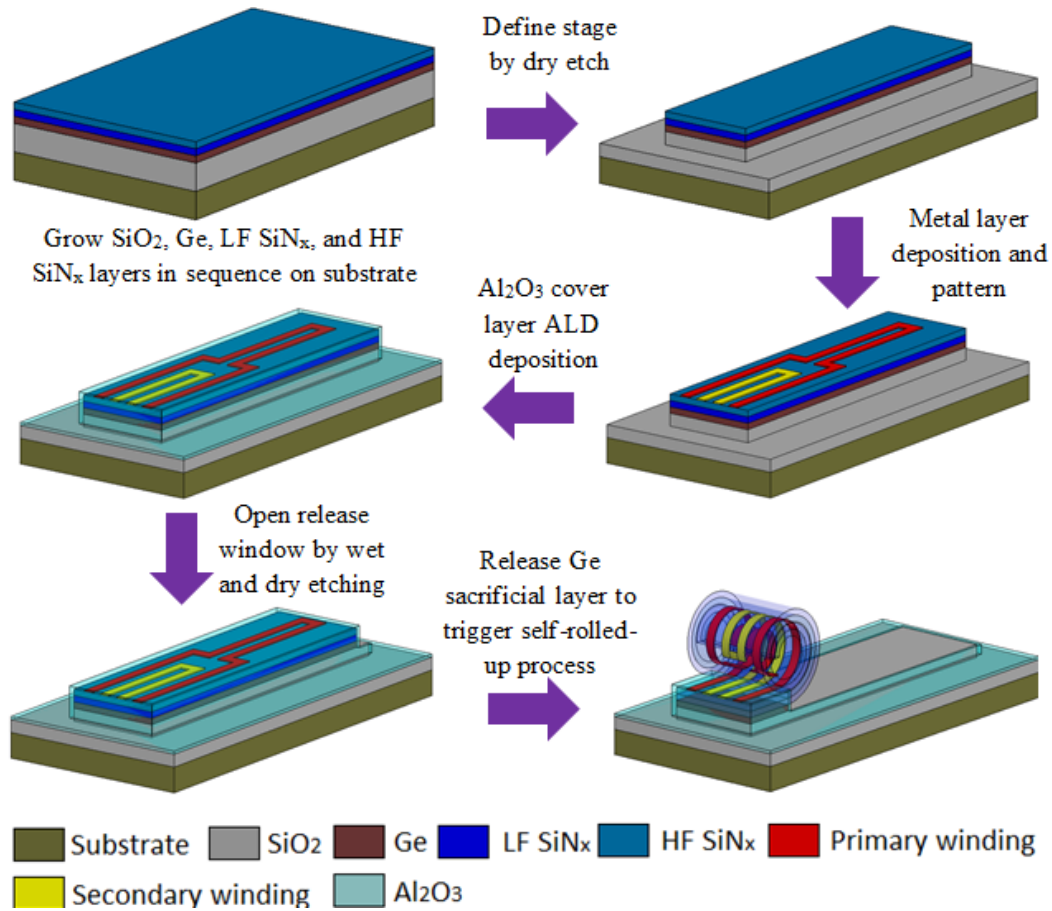 Define stage
by dry etch
Grow SiO₂, Ge, LF SiNₓ, and HF
SiNₓ layers in sequence on substrate
Metal layer
deposition and
pattern
Al₂O₃ cover
layer ALD
deposition
Open release
window by wet
and dry etching
Release Ge
sacrificial layer to
trigger self-rolled-
up process
Substrate SiO₂ Ge LF SiNₓ HF SiNₓ Primary winding
Secondary winding Al₂O₃